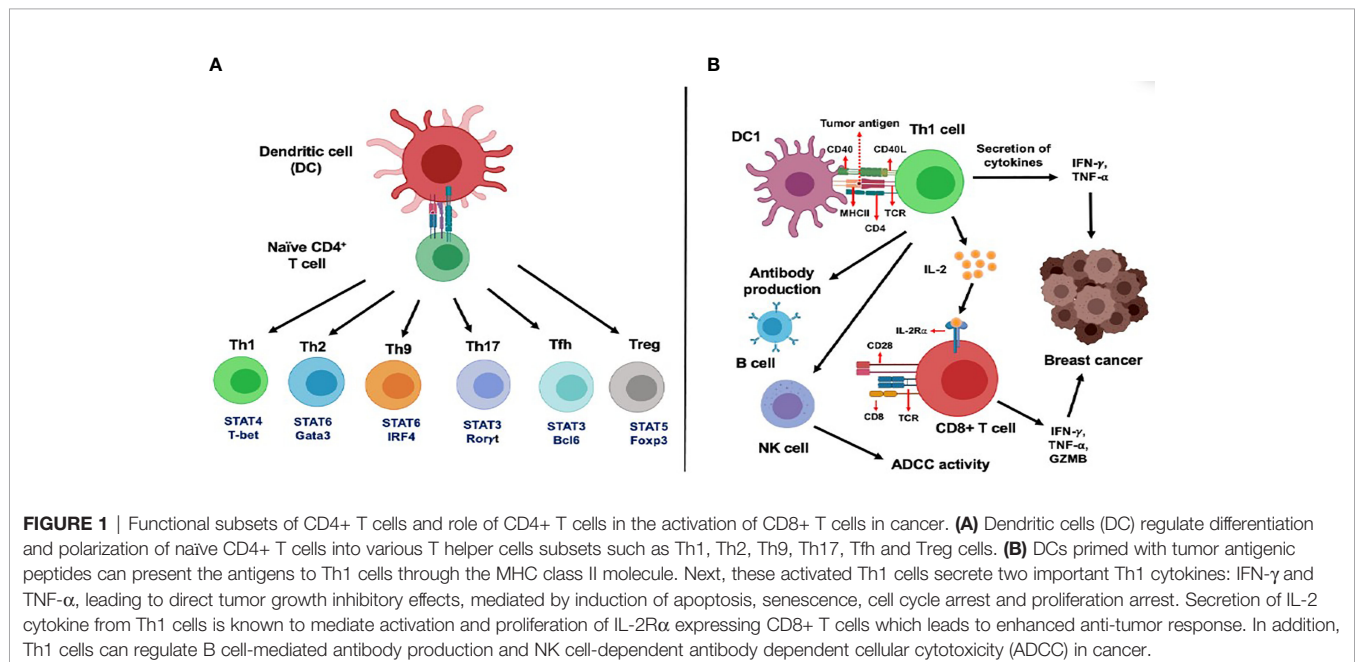 A
Dendritic cell
(DC)
Naïve CD4⁺
T cell
Th1
Th2
Th9
Th17
Tfh
Treg
STAT4
T-bet
STAT6
Gata3
STAT6
IRF4
STAT3
Rorγt
STAT3
Bcl6
STAT5
Foxp3
B
DC1
Tumor antigen
Th1 cell
CD40
CD40L
Secretion of
cytokines
IFN-γ,
TNF-α
MHCII
TCR
CD4
IL-2
Antibody
production
B cell
IL-2Rα
CD28
Breast cancer
CD8
TCR
CD8+ T cell
NK cell
ADCC activity
IFN-γ,
TNF-α,
GZMB
FIGURE 1 | Functional subsets of CD4+ T cells and role of CD4+ T cells in the activation of CD8+ T cells in cancer. (A) Dendritic cells (DC) regulate differentiation
and polarization of naïve CD4+ T cells into various T helper cells subsets such as Th1, Th2, Th9, Th17, Tfh and Treg cells. (B) DCs primed with tumor antigenic
peptides can present the antigens to Th1 cells through the MHC class II molecule. Next, these activated Th1 cells secrete two important Th1 cytokines: IFN-γ and
TNF-α, leading to direct tumor growth inhibitory effects, mediated by induction of apoptosis, senescence, cell cycle arrest and proliferation arrest. Secretion of IL-2
cytokine from Th1 cells is known to mediate activation and proliferation of IL-2Rα expressing CD8+ T cells which leads to enhanced anti-tumor response. In addition,
Th1 cells can regulate B cell-mediated antibody production and NK cell-dependent antibody dependent cellular cytotoxicity (ADCC) in cancer.